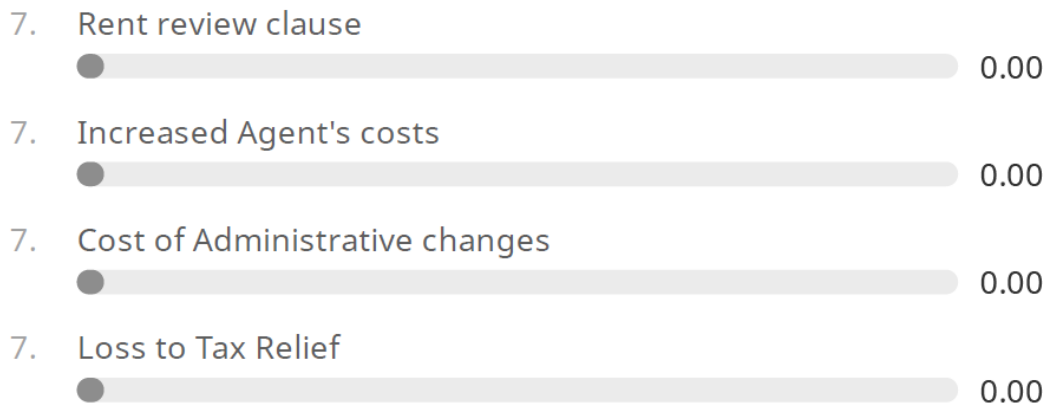 7. Rent review clause
0.00
7. Increased Agent's costs
0.00
7. Cost of Administrative changes
0.00
7. Loss to Tax Relief
0.00